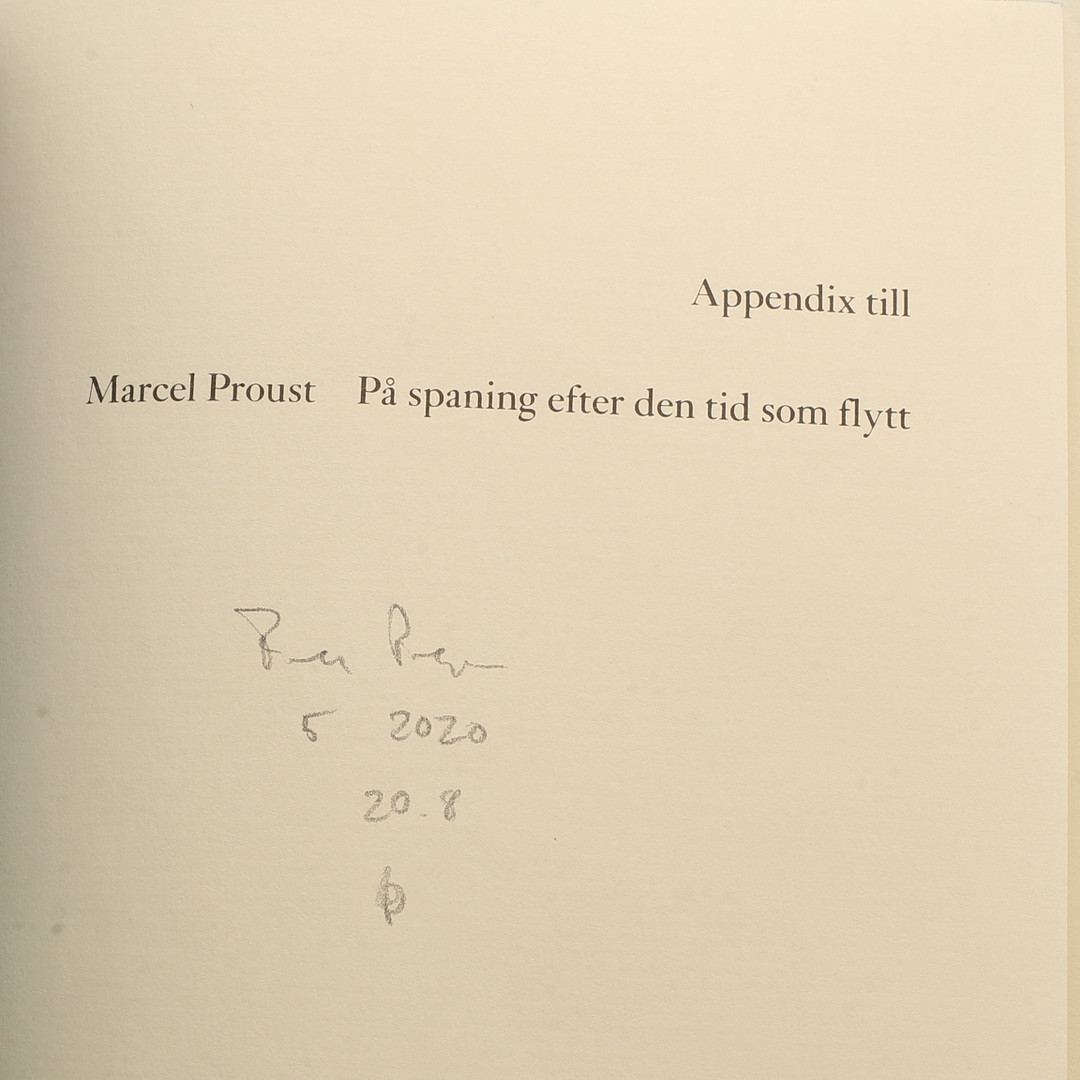 Appendix till
Marcel Proust På spaning efter den tid som flytt
5 2020
20.8